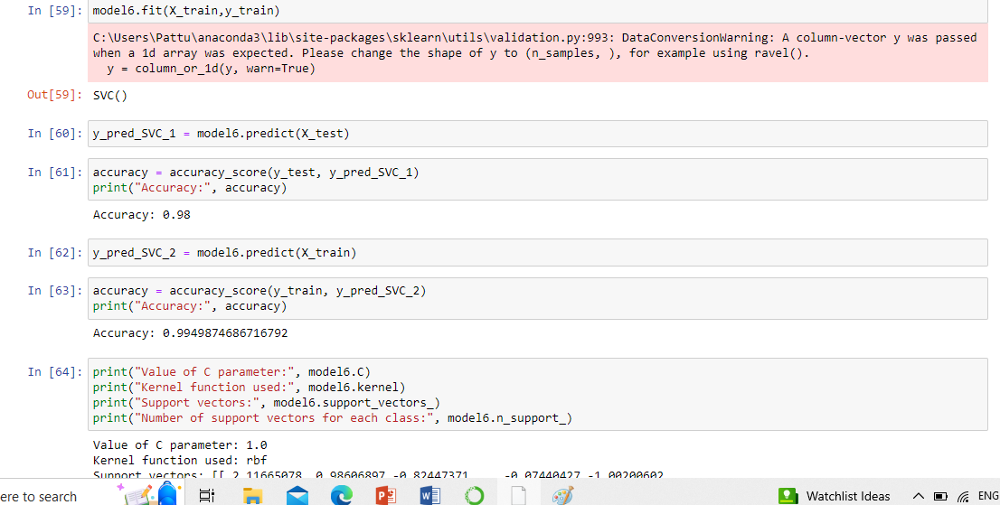 In [59]: model6.fit(X_train,y_train)
C:\Users\Pattu\anaconda3\lib\site-packages\sklearn\utils\validation.py:993: DataConversionWarning: A column-vector y was passed
when a 1d array was expected. Please change the shape of y to (n_samples, ), for example using ravel().
  y = column_or_1d(y, warn=True)
Out[59]: SVC()
In [60]: y_pred_SVC_1 = model6.predict(X_test)
In [61]: accuracy = accuracy_score(y_test, y_pred_SVC_1)
print("Accuracy:", accuracy)
Accuracy: 0.98
In [62]: y_pred_SVC_2 = model6.predict(X_train)
In [63]: accuracy = accuracy_score(y_train, y_pred_SVC_2)
print("Accuracy:", accuracy)
Accuracy: 0.9949874686716792
In [64]: print("Value of C parameter:", model6.C)
print("Kernel function used:", model6.kernel)
print("Support vectors:", model6.support_vectors_)
print("Number of support vectors for each class:", model6.n_support_)
Value of C parameter: 1.0
Kernel function used: rbf
Support vectors: [[ 2.11665078  0.98606897 -0.82447371 ... -0.07440427 -1.00200602
ere to search
Watchlist Ideas
ENG